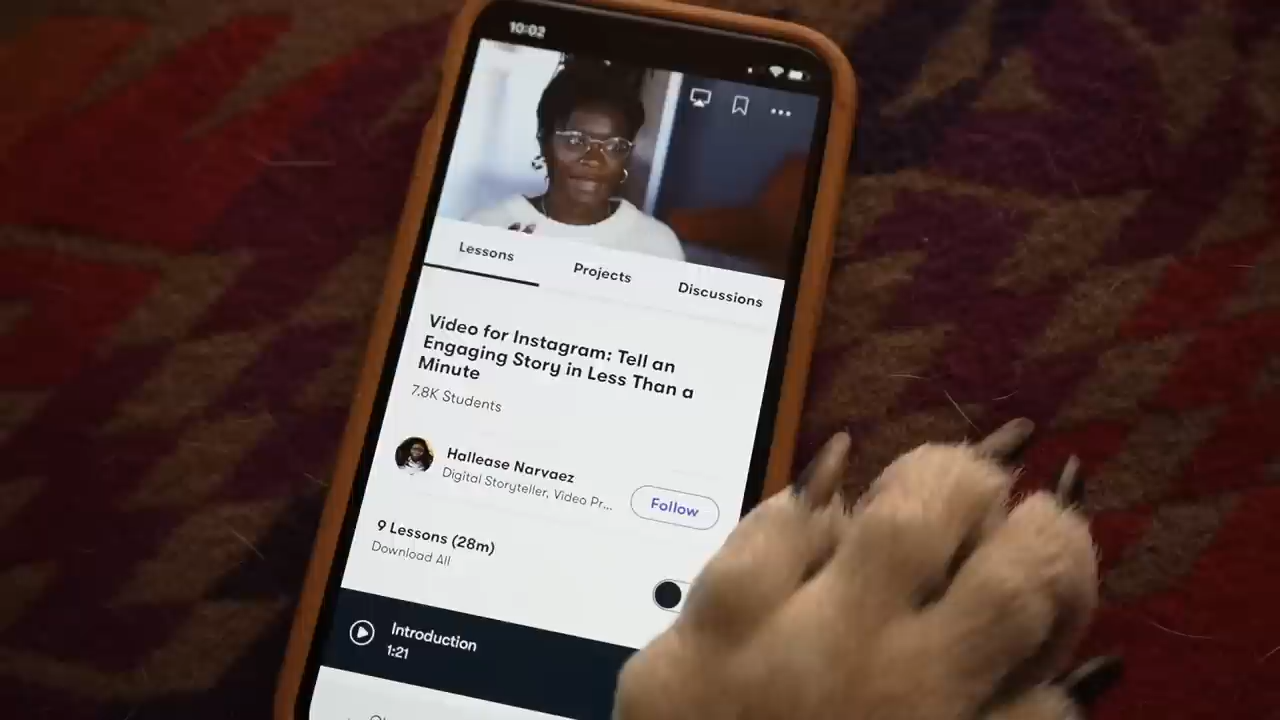 10:02
Lessons Projects Discussions
Video for Instagram: Tell an
Engaging Story in Less Than a
Minute
7.8K Students
Hallease Narvaez
Digital Storyteller, Video Pr...
Follow
9 Lessons (28m)
Download All
Introduction
1:21